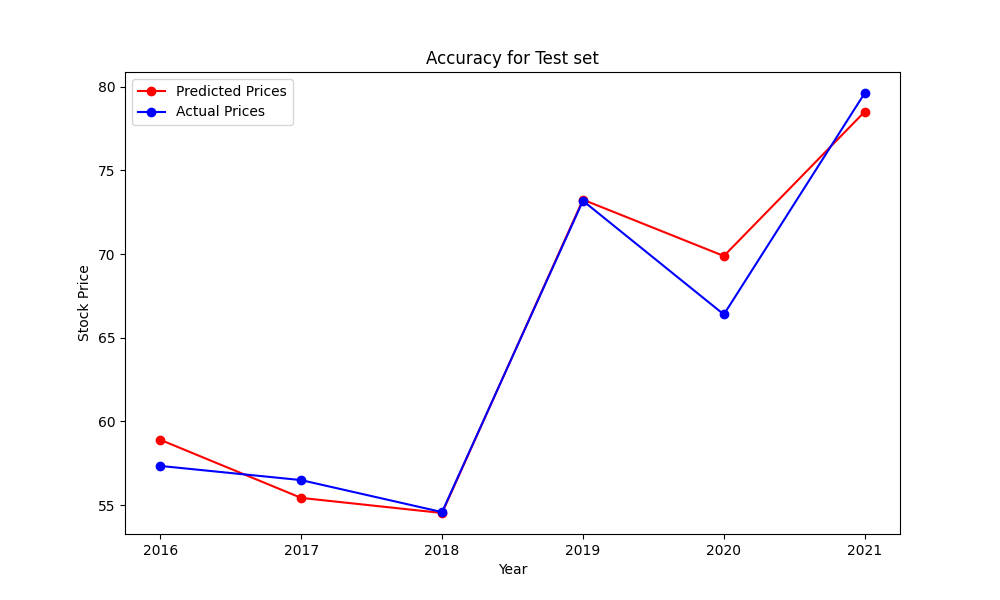 Accuracy for Test set
Predicted Prices
Actual Prices
80
75
70
65
60
55
Stock Price
2016 2017 2018 2019 2020 2021
Year